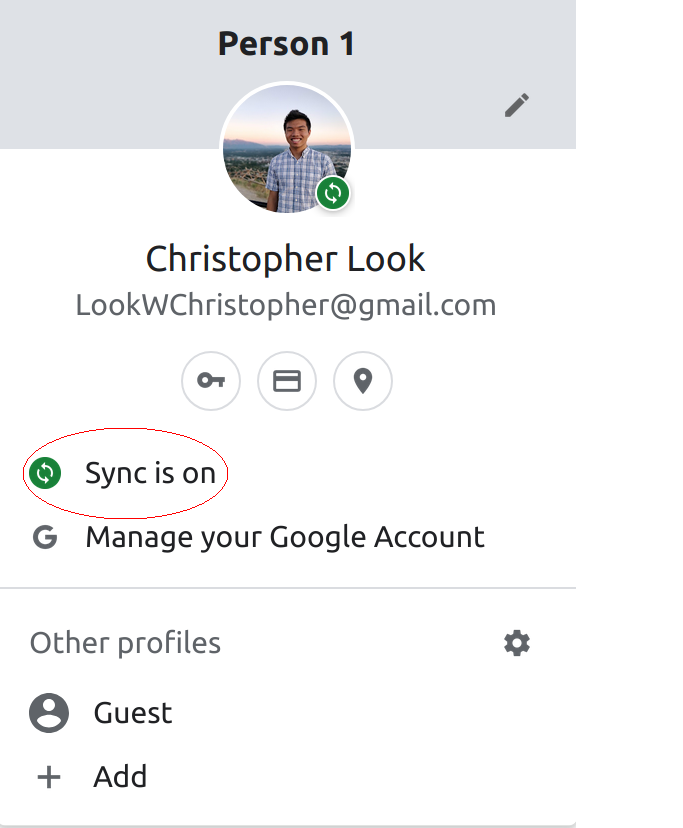 Person 1
Christopher Look
LookWChristopher@gmail.com
Sync is on
Manage your Google Account
Other profiles
Guest
Add